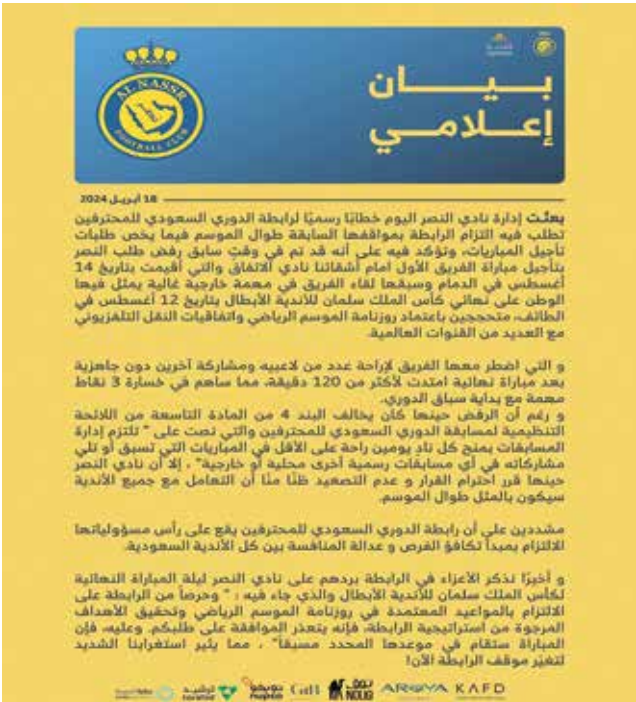 AL-NASSR
FOOTBALL CLUB
بيان
إعلامي
18 أبريل 2024
بعثت إدارة نادي النصر اليوم خطابًا رسميًا لرابطة الدوري السعودي للمحترفين
تطلب فيه التزام الرابطة بمواقفها السابقة طوال الموسم فيما يخص طلبات
تأجيل المباريات، ونؤكد فيه على أنه قد تم في وقتٍ سابق رفض طلب النصر
بتأجيل مباراة الفريق الأول أمام أشقائنا نادي الاتفاق والتي أقيمت بتاريخ 14
أغسطس في الدمام وسبقها لقاء الفريق في مهمة خارجية غالية يمثل فيها
الوطن على نهائي كأس الملك سلمان للأندية الأبطال بتاريخ 12 أغسطس في
الطائف، متحججين باعتماد روزنامة الموسم الرياضي واتفاقيات النقل التلفزيوني
مع العديد من القنوات العالمية.
و التي اضطر معها الفريق لإراحة عدد من لاعبيه ومشاركة آخرين دون جاهزية
بعد مباراة نهائية امتدت لأكثر من 120 دقيقة، مما ساهم في خسارة 3 نقاط
مهمة مع بداية سباق الدوري.
و رغم أن الرفض حينها كان يخالف البند 4 من المادة التاسعة من اللائحة
التنظيمية لمسابقة الدوري السعودي للمحترفين والتي نصت على " تلتزم إدارة
المسابقات بمنح كل نادٍ يومين راحة على الأقل في المباريات التي تسبق أو تلي
مشاركاته في أي مسابقات رسمية أخرى محلية أو خارجية" ، إلا أن نادي النصر
حينها قرر احترام القرار و عدم التصعيد ظنًا منًا أن التعامل مع جميع الأندية
سيكون بالمثل طوال الموسم.
مشددين على أن رابطة الدوري السعودي للمحترفين يقع على رأس مسؤولياتها
الالتزام بمبدأ تكافؤ الفرص و عدالة المنافسة بين كل الأندية السعودية.
و أخيرًا نذكر الأعزاء في الرابطة بردهم على نادي النصر ليلة المباراة النهائية
لكأس الملك سلمان للأندية الأبطال والذي جاء فيه : " وحرصاً من الرابطة على
الالتزام بالمواعيد المعتمدة في روزنامة الموسم الرياضي وتحقيق الأهداف
المرجوة من استراتيجية الرابطة، فإنه يتعذر الموافقة على طلبكم. وعليه، فإن
المباراة ستقام في موعدها المحدد مسبقاً" ، مما يثير استغرابنا الشديد
لتغيّر موقف الرابطة الآن!
نوق NOUG AROYA KAFD